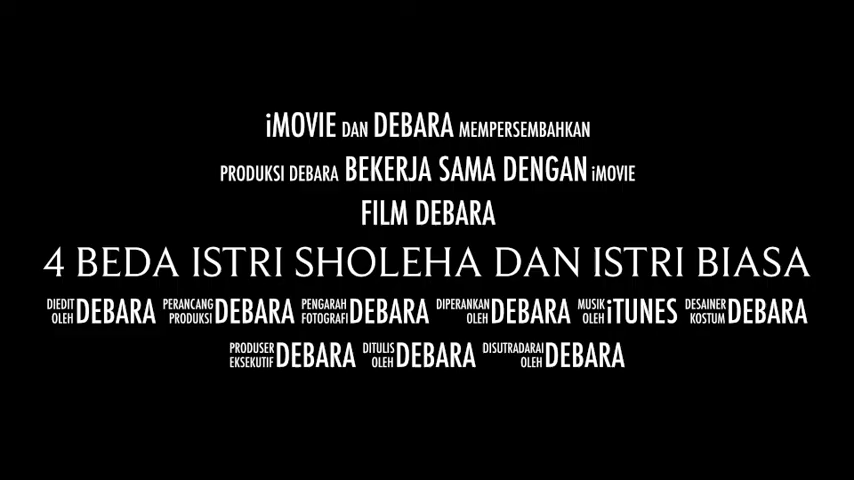 iMOVIE DAN DEBARA MEMPERSEMBAHKAN
PRODUKSI DEBARA BEKERJA SAMA DENGAN iMOVIE
FILM DEBARA
4 BEDA ISTRI SHOLEHA DAN ISTRI BIASA
DIEDIT OLEH DEBARA PERANCANG PRODUKSI DEBARA PENGARAH FOTOGRAFI DEBARA DIPERANKAN OLEH DEBARA MUSIK OLEH iTUNES DESAINER KOSTUM DEBARA
PRODUSER EKSEKUTIF DEBARA DITULIS OLEH DEBARA DISUTRADARAI OLEH DEBARA